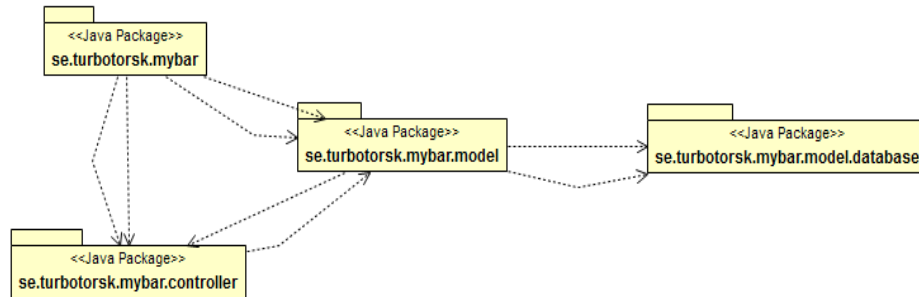 <<Java Package>>
se.turbotorsk.mybar
<<Java Package>>
se.turbotorsk.mybar.model
<<Java Package>>
se.turbotorsk.mybar.model.database
<<Java Package>>
se.turbotorsk.mybar.controller